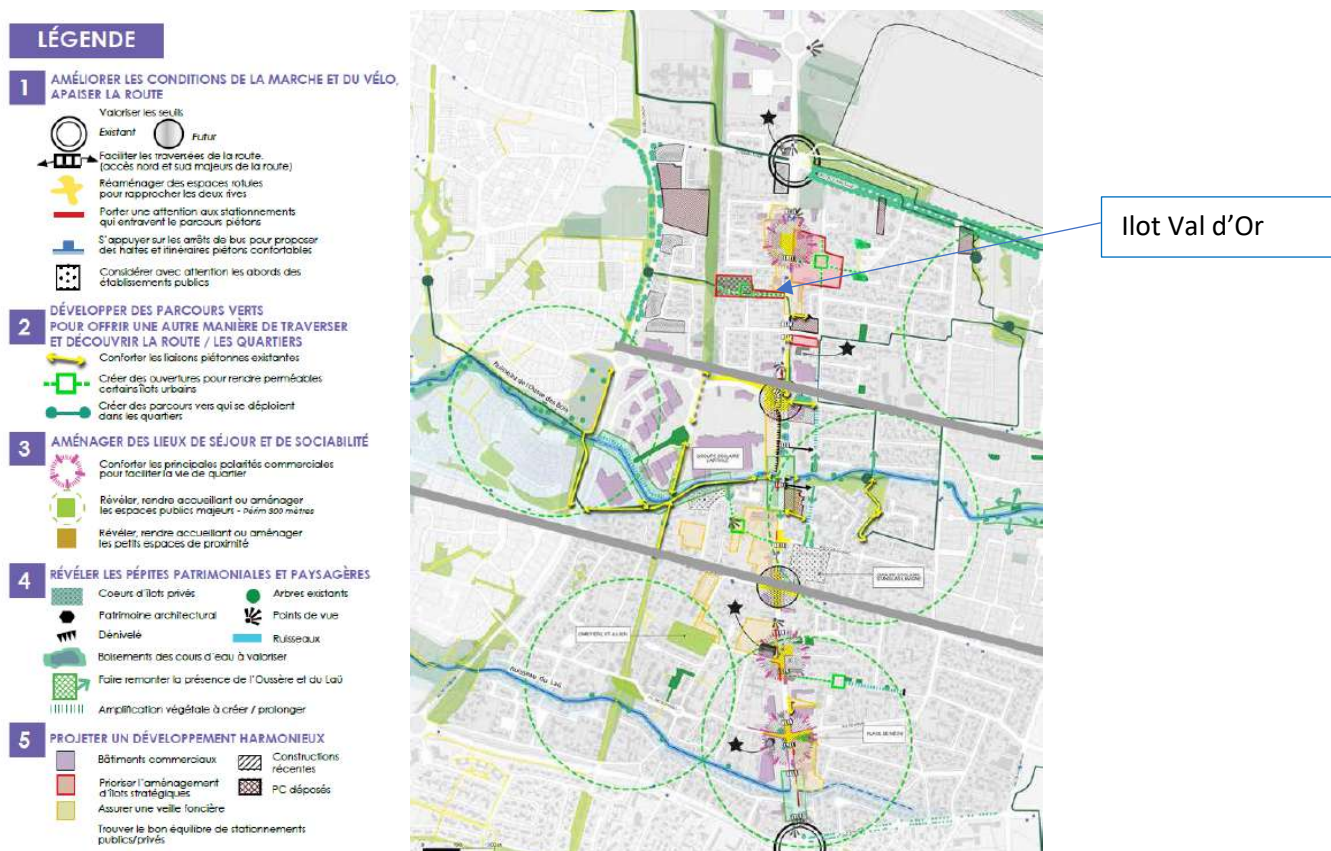 LÉGENDE
1
AMÉLIORER LES CONDITIONS DE LA MARCHE ET DU VÉLO,
APAISER LA ROUTE
Valoriser les seuils
Existant
Futur
Faciliter les traversées de la route.
(accès nord et sud majeurs de la route)
Réaménager des espaces rotules
pour rapprocher les deux rives
Porter une attention aux stationnements
qui entravent le parcours piétons
S'appuyer sur les arrêts de bus pour proposer
des haltes et itinéraires piétons confortables
Considérer avec attention les abords des
établissements publics
2
DÉVELOPPER DES PARCOURS VERTS
POUR OFFRIR UNE AUTRE MANIÈRE DE TRAVERSER
ET DÉCOUVRIR LA ROUTE / LES QUARTIERS
Conforter les liaisons piétonnes existantes
Créer des ouvertures pour rendre perméables
certains îlots urbains
Créer des parcours vers qui se déploient
dans les quartiers
3
AMÉNAGER DES LIEUX DE SÉJOUR ET DE SOCIABILITÉ
Conforter les principales polarités commerciales
pour faciliter la vie de quartier
Révéler, rendre accueillant ou aménager
les espaces publics majeurs - Périm 500 mètres
Révéler, rendre accueillant ou aménager
les petits espaces de proximité
4
RÉVÉLER LES PÉPITES PATRIMONIALES ET PAYSAGÈRES
Coeurs d'îlots privés
Arbres existants
Patrimoine architectural
Points de vue
Dénivelé
Ruisseaux
Boisements des cours d'eau à valoriser
Faire remonter la présence de l'Oussère et du Laü
Amplification végétale à créer / prolonger
5
PROJETER UN DÉVELOPPEMENT HARMONIEUX
Bâtiments commerciaux
Constructions
récentes
Prioriser l'aménagement
d'îlots stratégiques
PC déposés
Assurer une veille foncière
Trouver le bon équilibre de stationnements
publics/privés
Ilot Val d'Or
Ruisseau de l'Ousse des Bois
Ruisseau du Laü